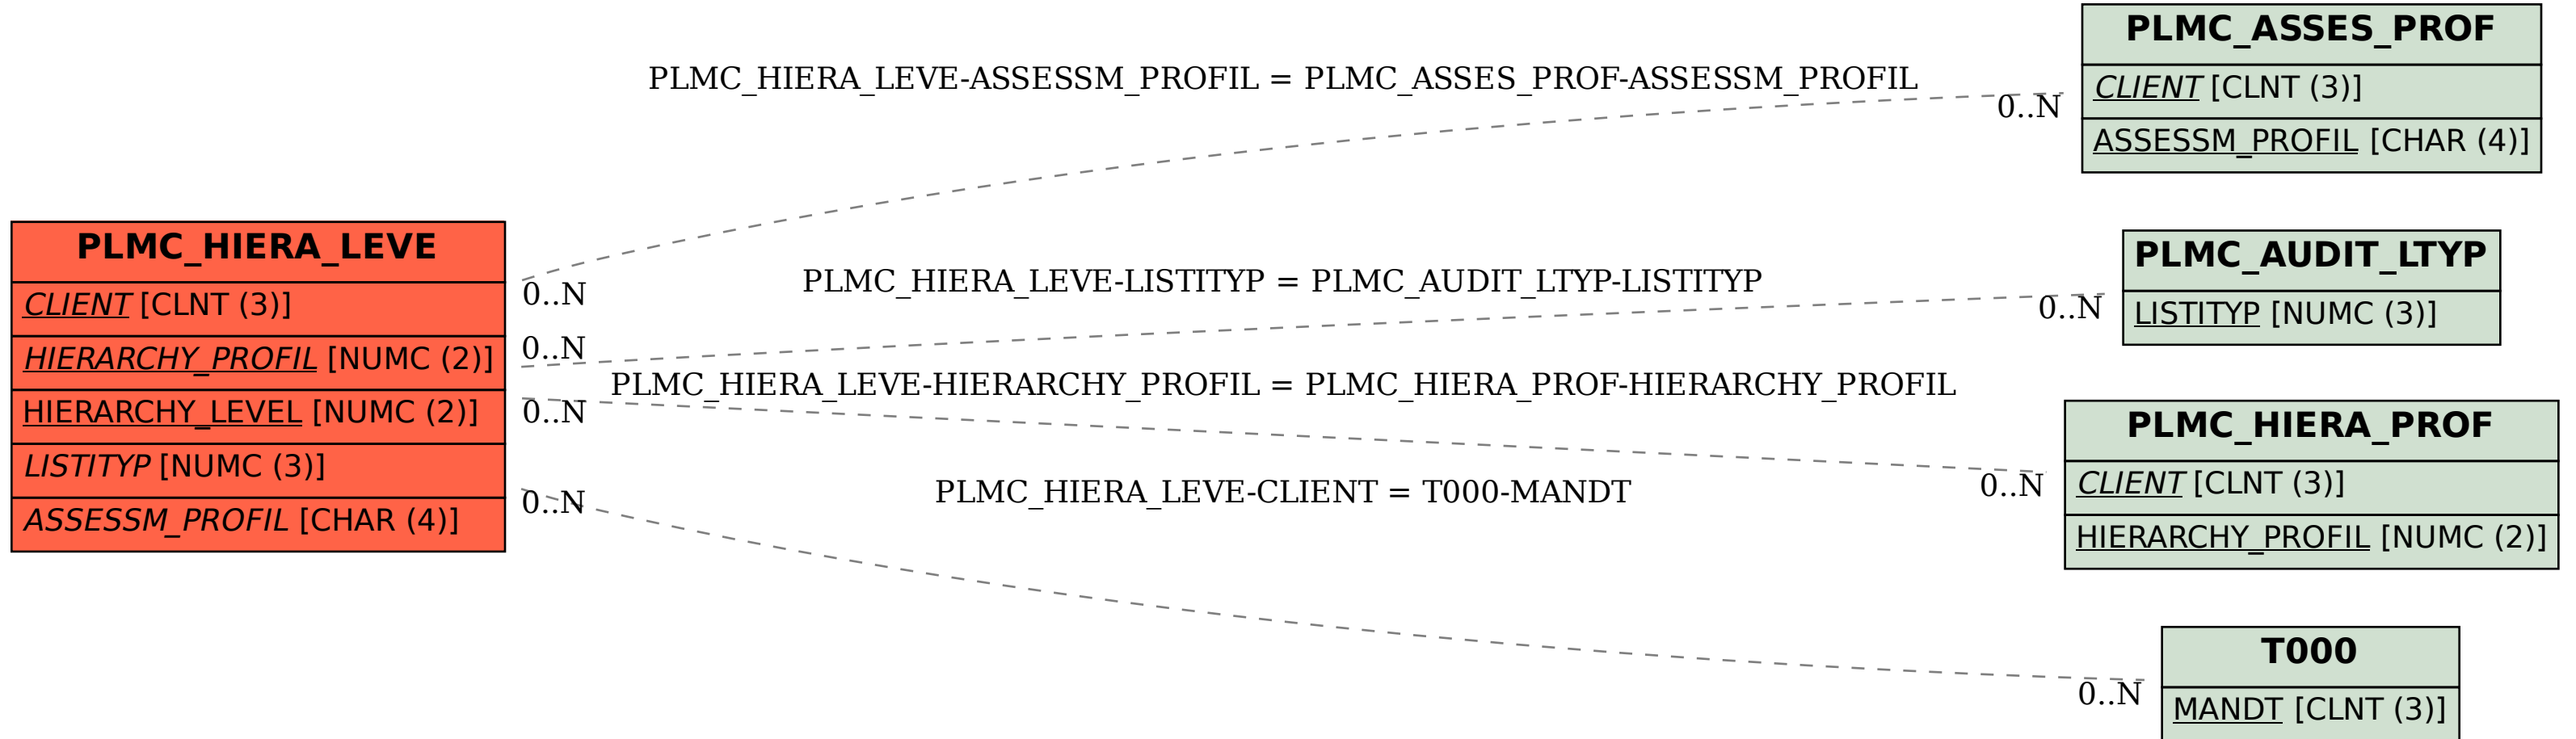 PLMC_HIERA_LEVE
CLIENT [CLNT (3)]
HIERARCHY_PROFIL [NUMC (2)]
HIERARCHY_LEVEL [NUMC (2)]
LISTITYP [NUMC (3)]
ASSESSM_PROFIL [CHAR (4)]
PLMC_HIERA_LEVE-ASSESSM_PROFIL = PLMC_ASSES_PROF-ASSESSM_PROFIL
0..N
0..N
PLMC_HIERA_LEVE-LISTITYP = PLMC_AUDIT_LTYP-LISTITYP
0..N
0..N
PLMC_HIERA_LEVE-HIERARCHY_PROFIL = PLMC_HIERA_PROF-HIERARCHY_PROFIL
0..N
0..N
PLMC_HIERA_LEVE-CLIENT = T000-MANDT
0..N
0..N
PLMC_ASSES_PROF
CLIENT [CLNT (3)]
ASSESSM_PROFIL [CHAR (4)]
PLMC_AUDIT_LTYP
LISTITYP [NUMC (3)]
PLMC_HIERA_PROF
CLIENT [CLNT (3)]
HIERARCHY_PROFIL [NUMC (2)]
T000
MANDT [CLNT (3)]